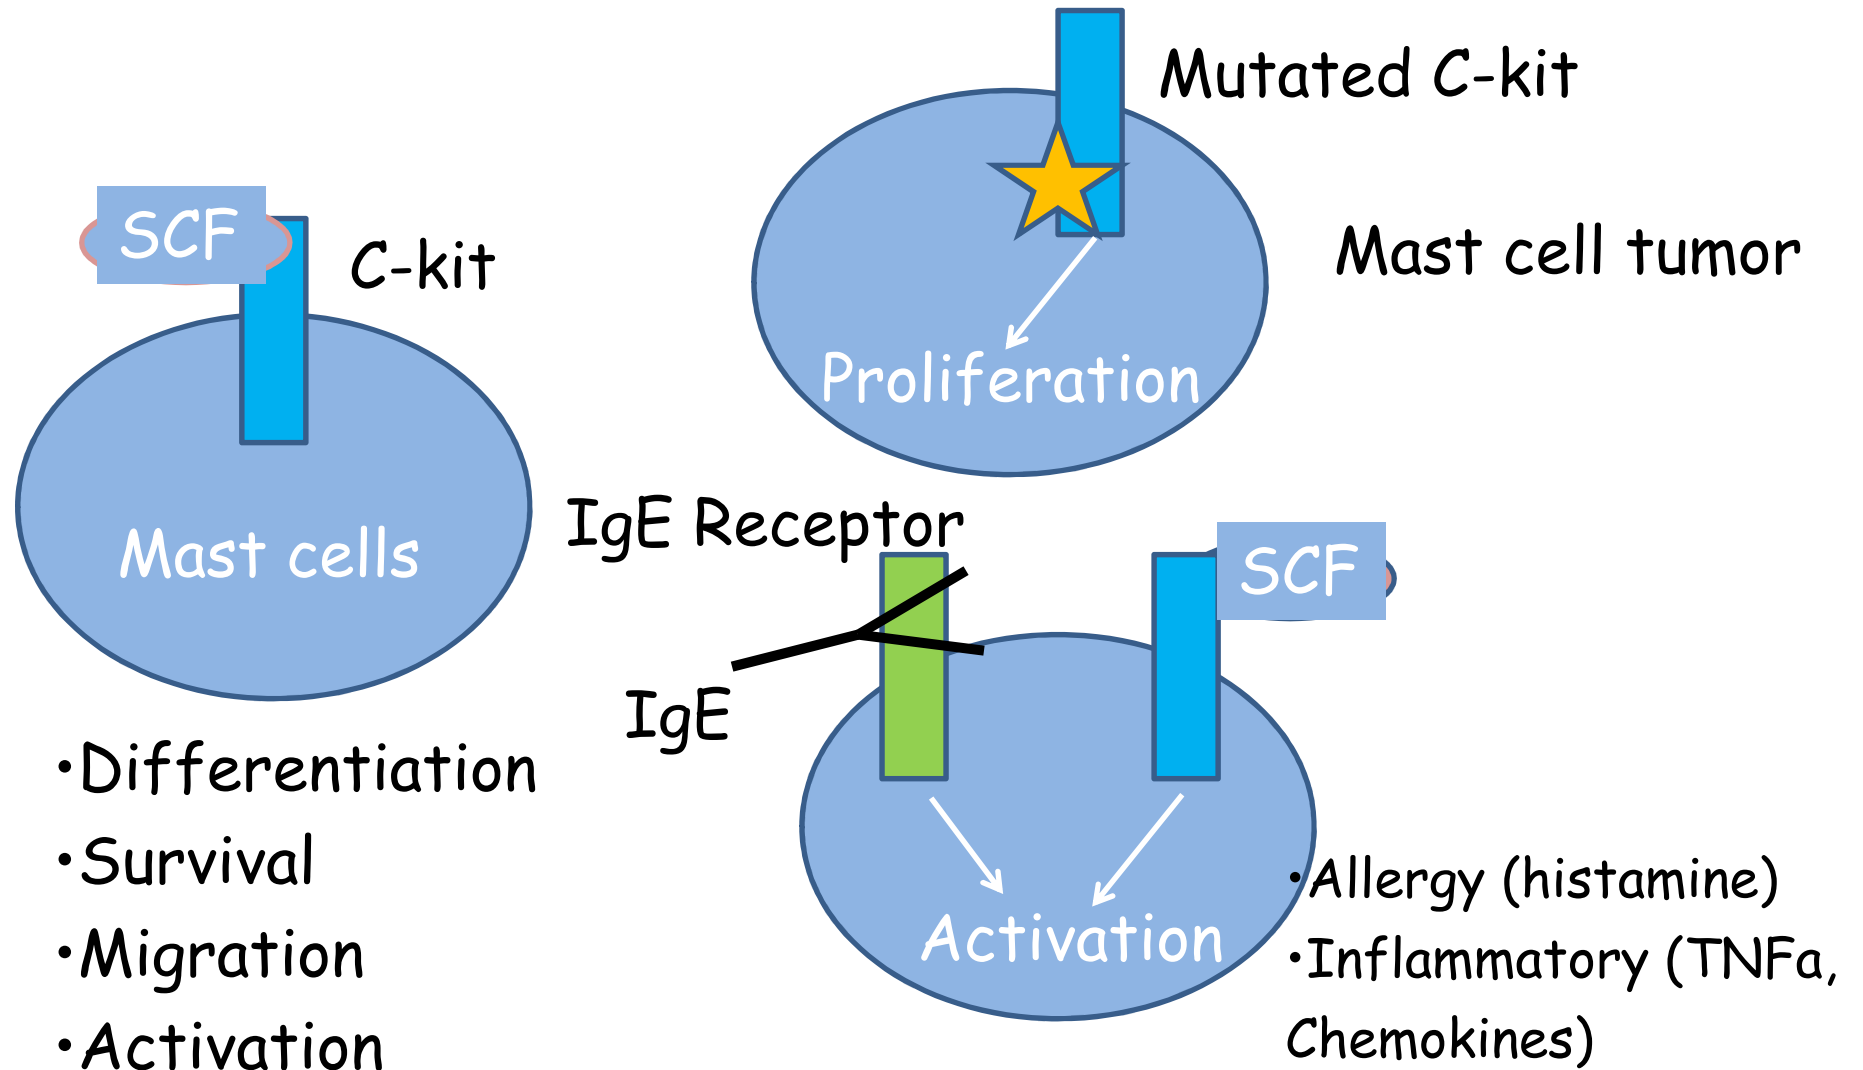 SCF
C-kit
Mast cells
•Differentiation
•Survival
•Migration
•Activation
Mutated C-kit
Mast cell tumor
Proliferation
IgE Receptor
IgE
SCF
Activation
•Allergy (histamine)
•Inflammatory (TNFa,
Chemokines)